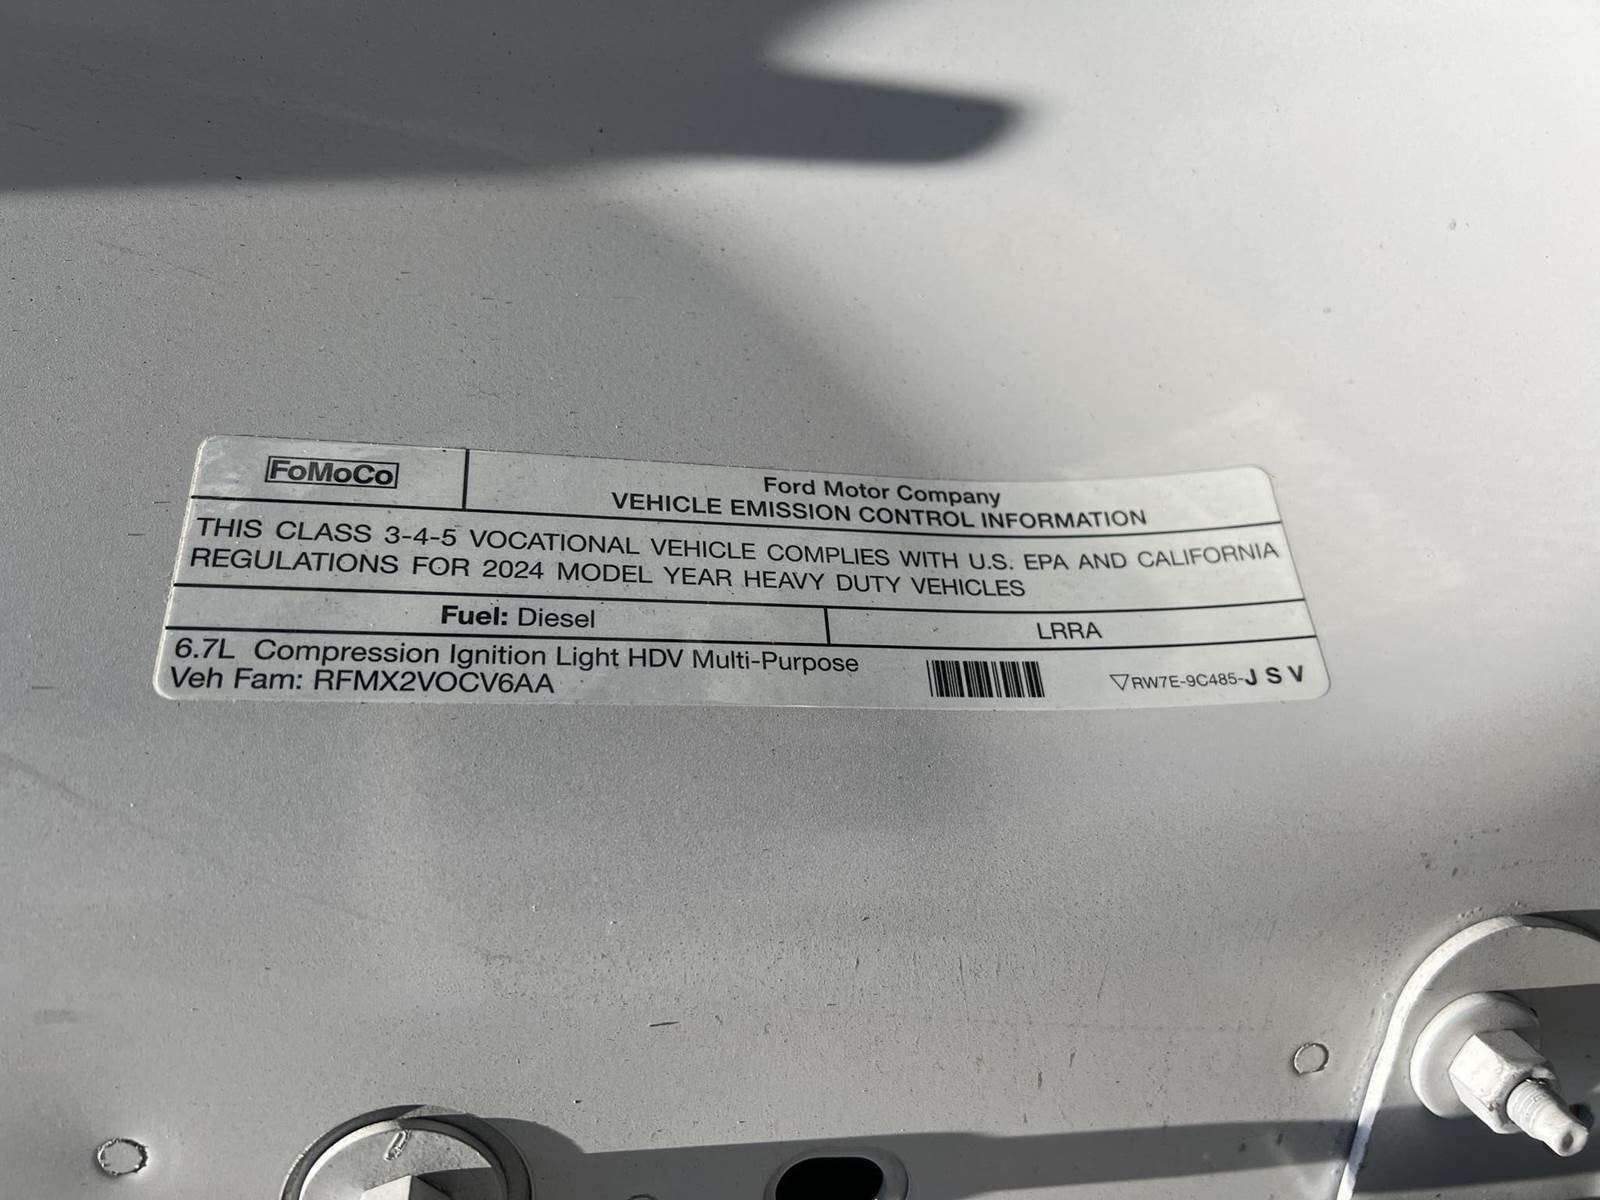 FoMoCo
Ford Motor Company
VEHICLE EMISSION CONTROL INFORMATION
THIS CLASS 3-4-5 VOCATIONAL VEHICLE COMPLIES WITH U.S. EPA AND CALIFORNIA
REGULATIONS FOR 2024 MODEL YEAR HEAVY DUTY VEHICLES
Fuel: Diesel
LRRA
6.7L Compression Ignition Light HDV Multi-Purpose
Veh Fam: RFMX2VOCV6AA
RW7E-9C485-J S V